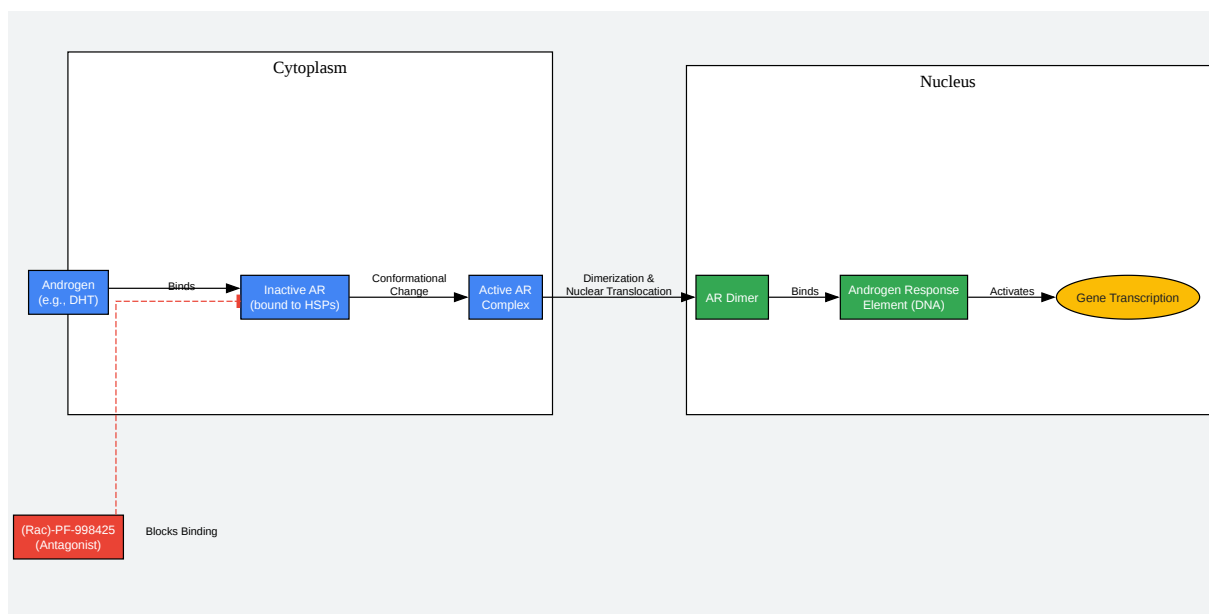 Cytoplasm
Nucleus
Androgen
(e.g., DHT)
Binds
Inactive AR
(bound to HSPs)
Conformational
Change
Active AR
Complex
Dimerization &
Nuclear Translocation
AR Dimer
Binds
Androgen Response
Element (DNA)
Activates
Gene Transcription
(Rac)-PF-998425
(Antagonist)
Blocks Binding